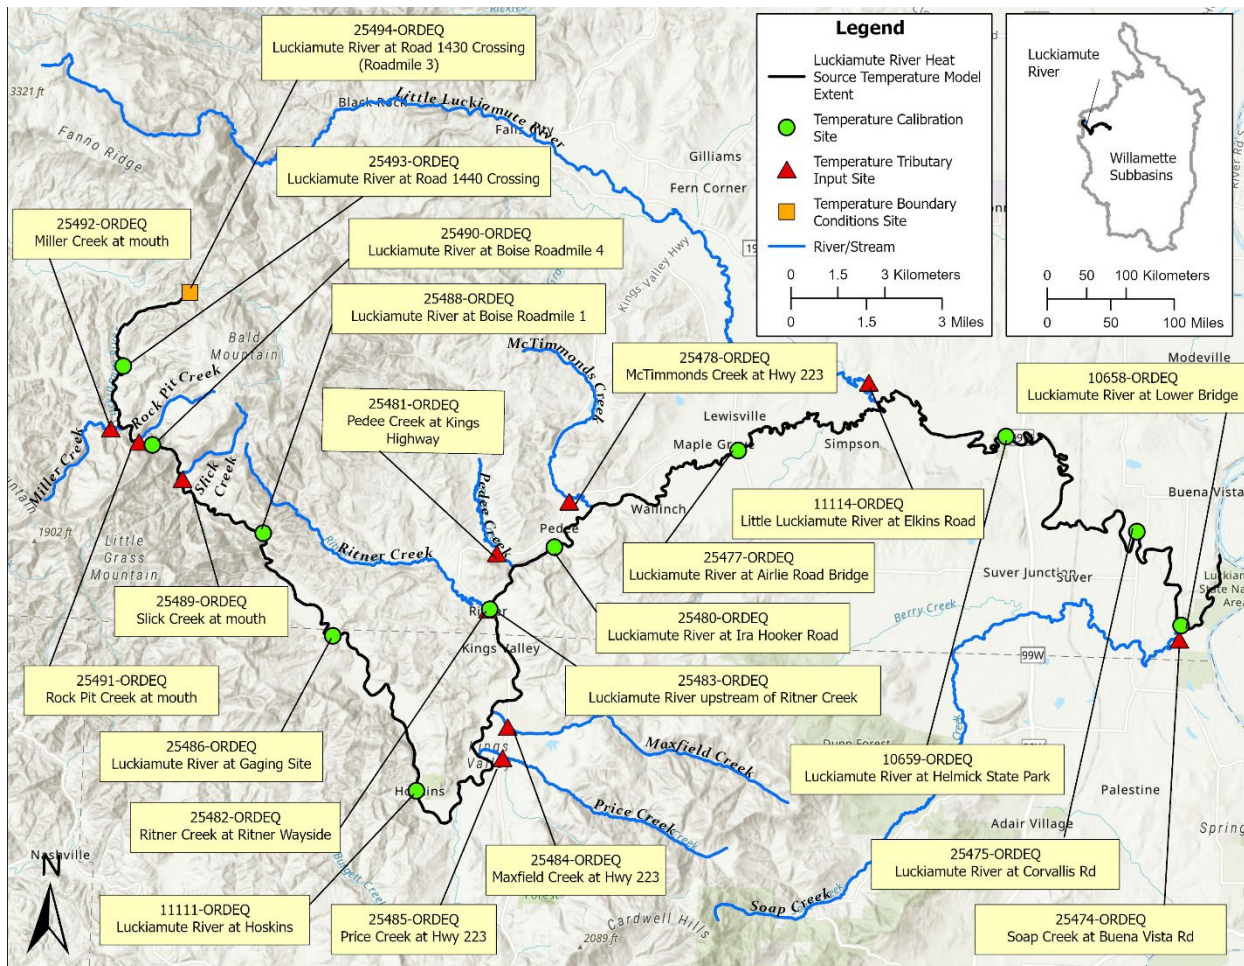 25494-ORDEQ
Luckiamute River at Road 1430 Crossing
(Roadmile 3)
25493-ORDEQ
Luckiamute River at Road 1440 Crossing
25492-ORDEQ
Miller Creek at mouth
25490-ORDEQ
Luckiamute River at Boise Roadmile 4
25488-ORDEQ
Luckiamute River at Boise Roadmile 1
25481-ORDEQ
Pedee Creek at Kings
Highway
25478-ORDEQ
McTimmonds Creek at Hwy 223
10658-ORDEQ
Luckiamute River at Lower Bridge
11114-ORDEQ
Little Luckiamute River at Elkins Road
25477-ORDEQ
Luckiamute River at Airlie Road Bridge
25480-ORDEQ
Luckiamute River at Ira Hooker Road
25483-ORDEQ
Luckiamute River upstream of Ritner Creek
25489-ORDEQ
Slick Creek at mouth
25491-ORDEQ
Rock Pit Creek at mouth
25486-ORDEQ
Luckiamute River at Gaging Site
25482-ORDEQ
Ritner Creek at Ritner Wayside
11111-ORDEQ
Luckiamute River at Hoskins
25484-ORDEQ
Maxfield Creek at Hwy 223
25485-ORDEQ
Price Creek at Hwy 223
10659-ORDEQ
Luckiamute River at Helmick State Park
25475-ORDEQ
Luckiamute River at Corvallis Rd
25474-ORDEQ
Soap Creek at Buena Vista Rd
Legend
Luckiamute River Heat
Source Temperature Model
Extent
Temperature Calibration
Site
Temperature Tributary
Input Site
Temperature Boundary
Conditions Site
River/Stream
0 1.5 3 Kilometers
0 1.5 3 Miles
Luckiamute
River
Willamette
Subbasins
0 50 100 Kilometers
0 50 100 Miles
3321 ft
Fanno Ridge
Black Rock
Little Luckiamute River
Gilliams
Fern Corner
Kings Valley Hwy
River Rd S
Bald
Mountain
Rock Pit Creek
Miller Creek
Slick
Creek
1902 ft
Little
Grass
Mountain
Ritner Creek
Pedee Creek
Pedee
McTimmonds
Creek
Lewisville
Maple Grove
Simpson
Modeville
Buena Vista
Suver Junction
Suver
Berry Creek
99W
Kings Valley
Kings
Valley
Maxfield Creek
Price Creek
Hoskins
Nashville
N
Burgett Creek
Forest
Cardwell Hills
2089 ft
Soap Creek
Dunn Forest
Adair Village
Palestine
Creek